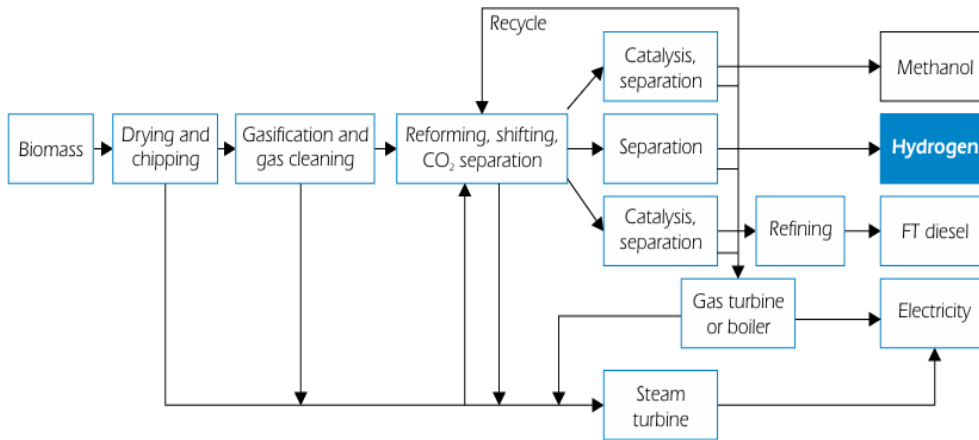 Recycle
Catalysis,
separation
Methanol
Biomass
Drying and
chipping
Gasification and
gas cleaning
Reforming, shifting,
CO₂ separation
Separation
Hydrogen
Catalysis,
separation
Refining
FT diesel
Gas turbine
or boiler
Electricity
Steam
turbine